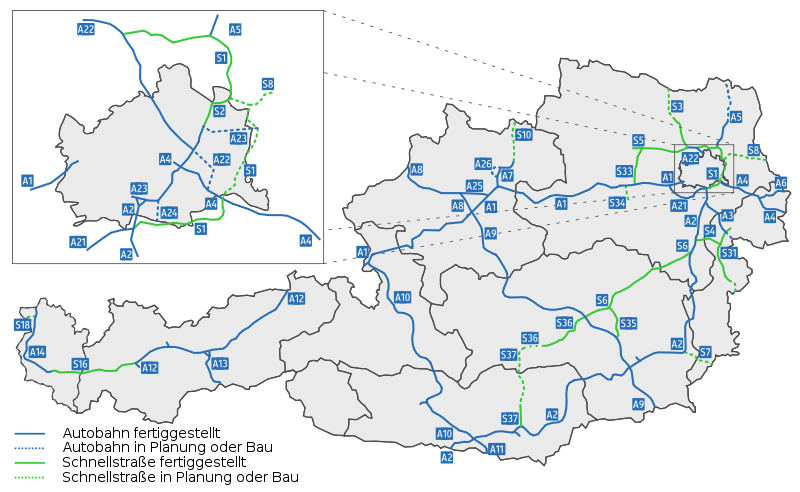 A22
A5
S1
S8
S2
A23
A4
A22
S1
A1
A23
A4
A2
A24
S1
A21
A2
A4
S3
A5
S10
S5
A22
S8
A8
A26
A7
S33
A1
S1
A4
A6
A25
A8
A1
A1
S34
A21
A2
A3
A4
A9
S4
S6
S31
A1
A12
A10
S6
S18
S36
S35
S36
A14
S37
A2
S7
S16
A12
A13
S37
A2
A9
A10
A11
A2
Autobahn fertiggestellt
Autobahn in Planung oder Bau
Schnellstraße fertiggestellt
Schnellstraße in Planung oder Bau